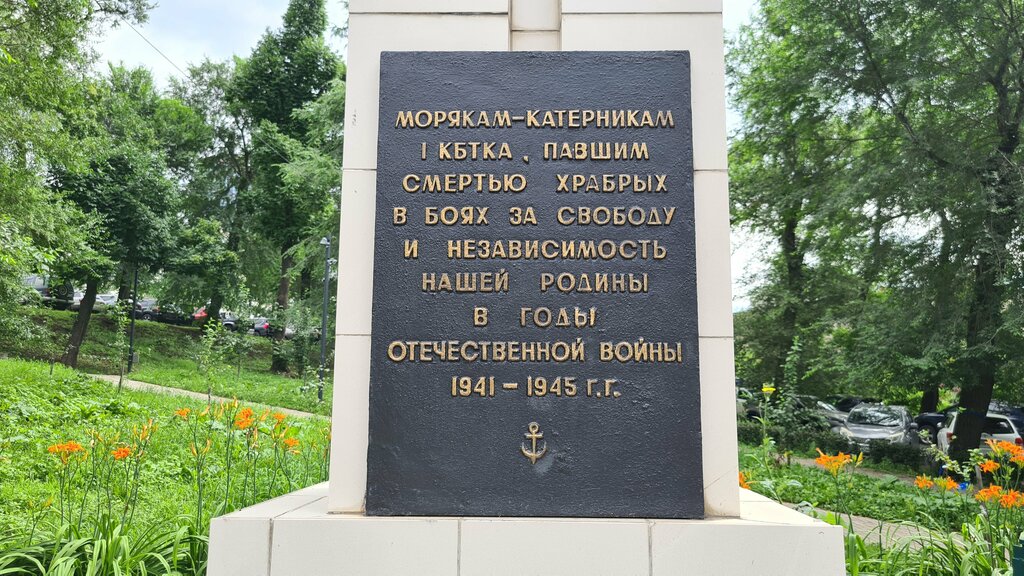 МОРЯКАМ-КАТЕРНИКАМ
I КБТКА, ПАВШИМ
СМЕРТЬЮ ХРАБРЫХ
В БОЯХ ЗА СВОБОДУ
И НЕЗАВИСИМОСТЬ
НАШЕЙ РОДИНЫ
В ГОДЫ
ОТЕЧЕСТВЕННОЙ ВОЙНЫ
1941 - 1945 Г.Г.